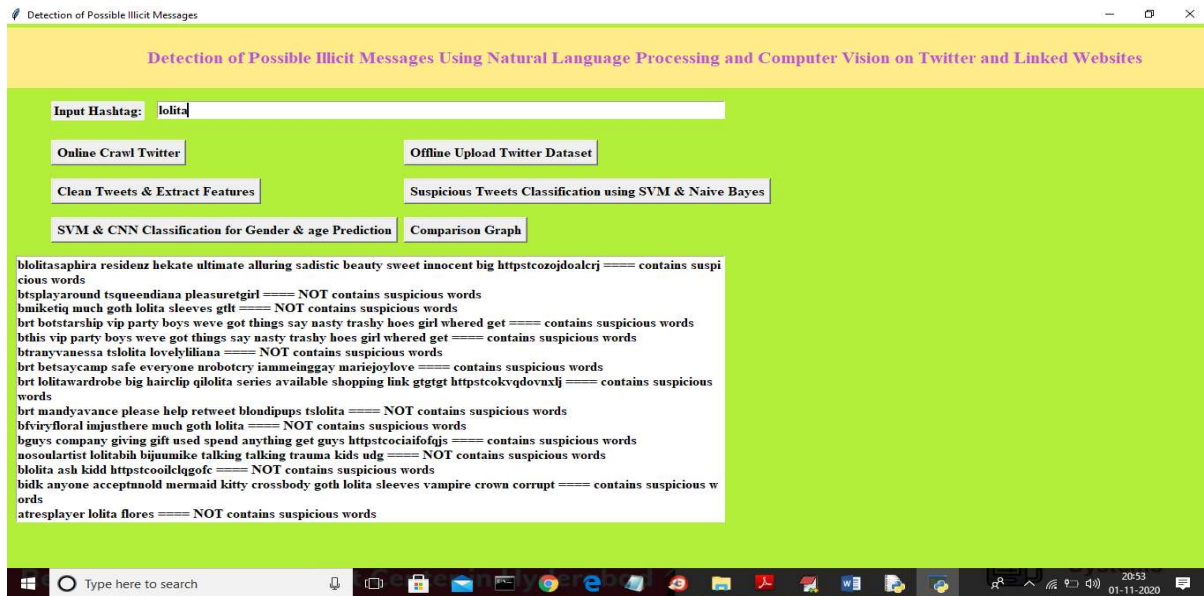 Detection of Possible Illicit Messages
Detection of Possible Illicit Messages Using Natural Language Processing and Computer Vision on Twitter and Linked Websites
Input Hashtag: lolita
Online Crawl Twitter
Offline Upload Twitter Dataset
Clean Tweets & Extract Features
Suspicious Tweets Classification using SVM & Naive Bayes
SVM & CNN Classification for Gender & age Prediction
Comparison Graph
blolitasaphira residenz hekate ultimate alluring sadistic beauty sweet innocent big httpstcozojdoalcrj ==== contains suspi
cious words
btsplayaround tsqueendiana pleasuretgirl ==== NOT contains suspicious words
bmiketiq much goth lolita sleeves gtlt ==== NOT contains suspicious words
brt botstarship vip party boys weve got things say nasty trashy hoes girl whered get ==== contains suspicious words
bthis vip party boys weve got things say nasty trashy hoes girl whered get ==== contains suspicious words
btranyvanessa tslolita lovelyliliana ==== NOT contains suspicious words
brt betsaycamp safe everyone nrobotcry iammeinggay mariejoylove ==== contains suspicious words
brt lolitawardrobe big hairclip qilolita series available shopping link gtgtgt httpstcokvqdovnxlj ==== contains suspicious
words
brt mandyavance please help retweet blondipups tslolita ==== NOT contains suspicious words
bfviryfloral imjusthere much goth lolita ==== NOT contains suspicious words
bguys company giving gift used spend anything get guys httpstcociaifofqjs ==== contains suspicious words
nosoulartist lolitabih bijuumike talking talking trauma kids udg ==== NOT contains suspicious words
blolita ash kidd httpstcooilclqgofc ==== NOT contains suspicious words
bidk anyone acceptnnold mermaid kitty crossbody goth lolita sleeves vampire crown corrupt ==== contains suspicious w
ords
atresplayer lolita flores ==== NOT contains suspicious words
Type here to search
20:53
01-11-2020